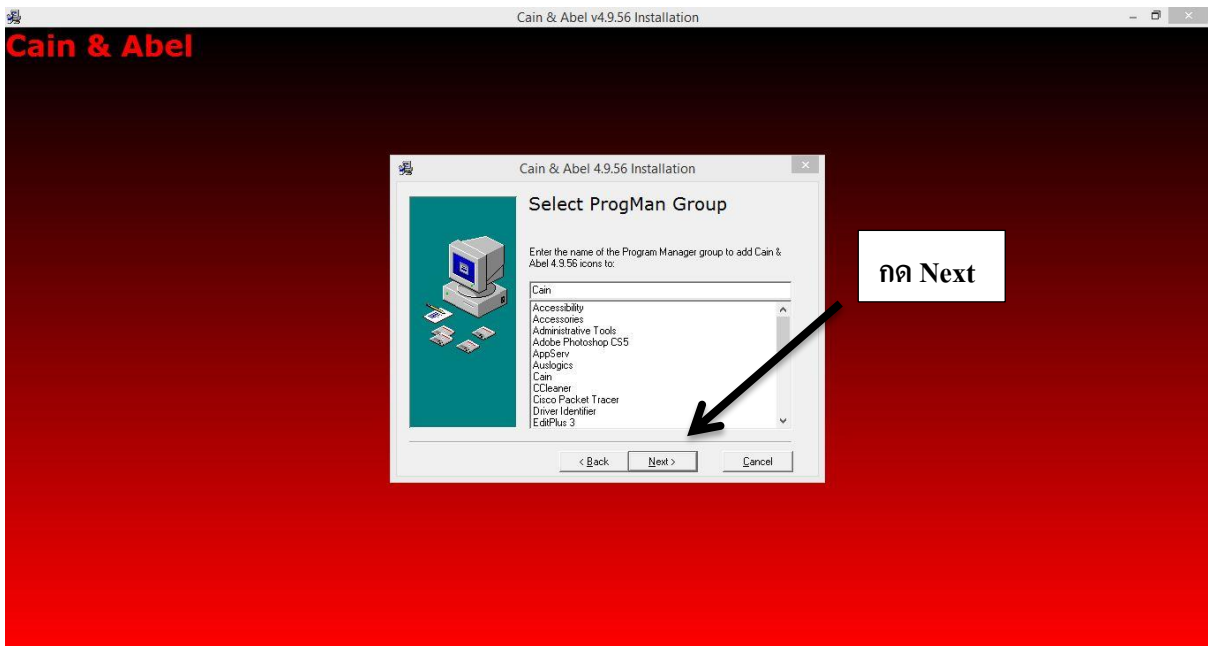 Cain & Abel v4.9.56 Installation
Cain & Abel
Cain & Abel 4.9.56 Installation
Select ProgMan Group
Enter the name of the Program Manager group to add Cain &
Abel 4.9.56 icons to:
Cain
Accessibility
Accessories
Administrative Tools
Adobe Photoshop CS5
AppServ
Auslogics
Cain
CCleaner
Cisco Packet Tracer
Driver Identifier
EditPlus 3
< Back
Next >
Cancel
กด Next